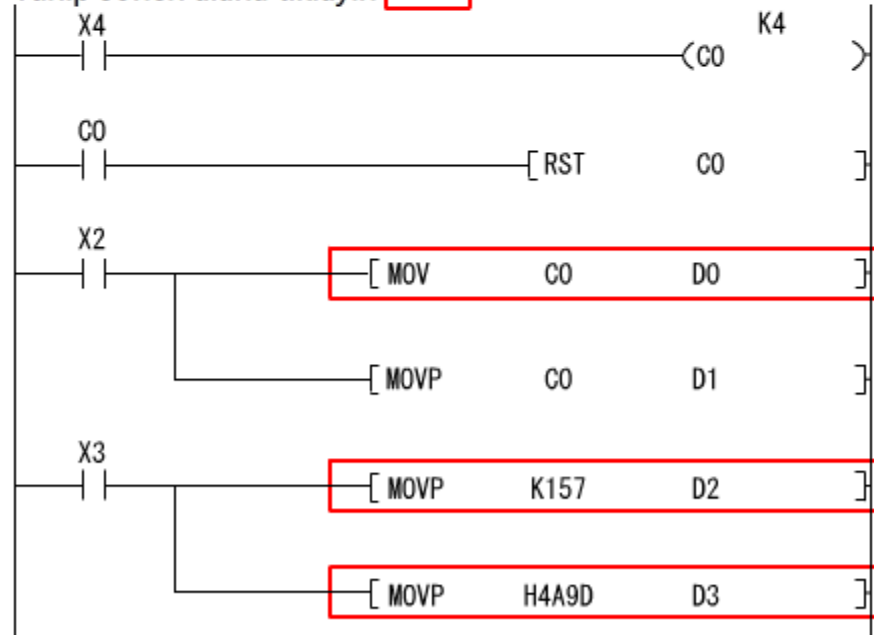 X4 K4
C0
C0
RST C0
X2
MOV C0 D0
MOVP C0 D1
X3
MOVP K157 D2
MOVP H4A9D D3